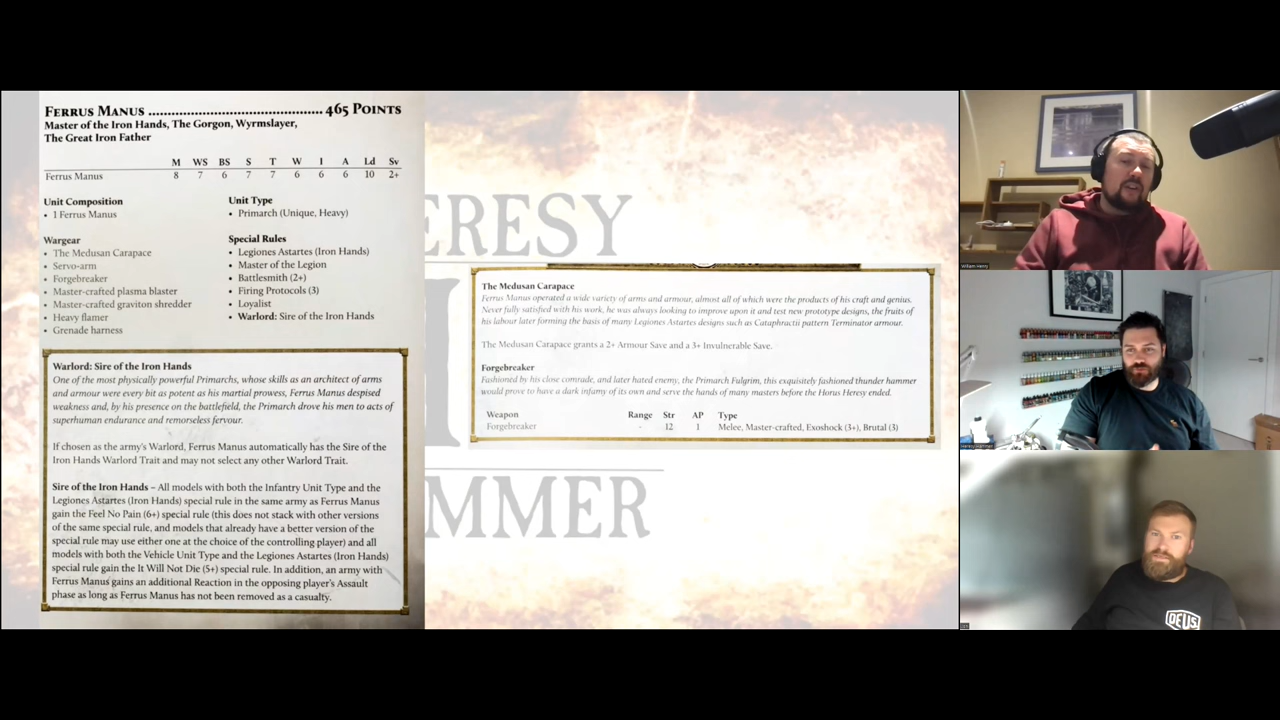 FERRUS MANUS ............................................. 465 POINTS
Master of the Iron Hands, The Gorgon, Wyrmslayer,
The Great Iron Father
M WS BS S T W I A Ld Sv
Ferrus Manus 8 7 6 7 7 6 6 6 10 2+
Unit Composition
• 1 Ferrus Manus
Unit Type
• Primarch (Unique, Heavy)
Wargear
• The Medusan Carapace
• Servo-arm
• Forgebreaker
• Master-crafted plasma blaster
• Master-crafted graviton shredder
• Heavy flamer
• Grenade harness
Special Rules
• Legiones Astartes (Iron Hands)
• Master of the Legion
• Battlesmith (2+)
• Firing Protocols (3)
• Loyalist
• Warlord: Sire of the Iron Hands
Warlord: Sire of the Iron Hands
One of the most physically powerful Primarchs, whose skills as an architect of arms
and armour were every bit as potent as his martial prowess, Ferrus Manus despised
weakness and, by his presence on the battlefield, the Primarch drove his men to acts of
superhuman endurance and remorseless fervour.
If chosen as the army's Warlord, Ferrus Manus automatically has the Sire of the
Iron Hands Warlord Trait and may not select any other Warlord Trait.
Sire of the Iron Hands – All models with both the Infantry Unit Type and the
Legiones Astartes (Iron Hands) special rule in the same army as Ferrus Manus
gain the Feel No Pain (6+) special rule (this does not stack with other versions
of the same special rule, and models that already have a better version of the
special rule may use either one at the choice of the controlling player) and all
models with both the Vehicle Unit Type and the Legiones Astartes (Iron Hands)
special rule gain the It Will Not Die (5+) special rule. In addition, an army with
Ferrus Manus gains an additional Reaction in the opposing player's Assault
phase as long as Ferrus Manus has not been removed as a casualty.
ERESY
The Medusan Carapace
Ferrus Manus operated a wide variety of arms and armour, almost all of which were the products of his craft and genius.
Never fully satisfied with his work, he was always looking to improve upon it and test new prototype designs, the fruits of
his labour later forming the basis of many Legiones Astartes designs such as Cataphractii pattern Terminator armour.
The Medusan Carapace grants a 2+ Armour Save and a 3+ Invulnerable Save.
Forgebreaker
Fashioned by his close comrade, and later hated enemy, the Primarch Fulgrim, this exquisitely fashioned thunder hammer
would prove to have a dark infamy of its own and serve the hands of many masters before the Horus Heresy ended.
Weapon Range Str AP Type
Forgebreaker - 12 1 Melee, Master-crafted, Exoshock (3+), Brutal (3)
MMER
DEUS